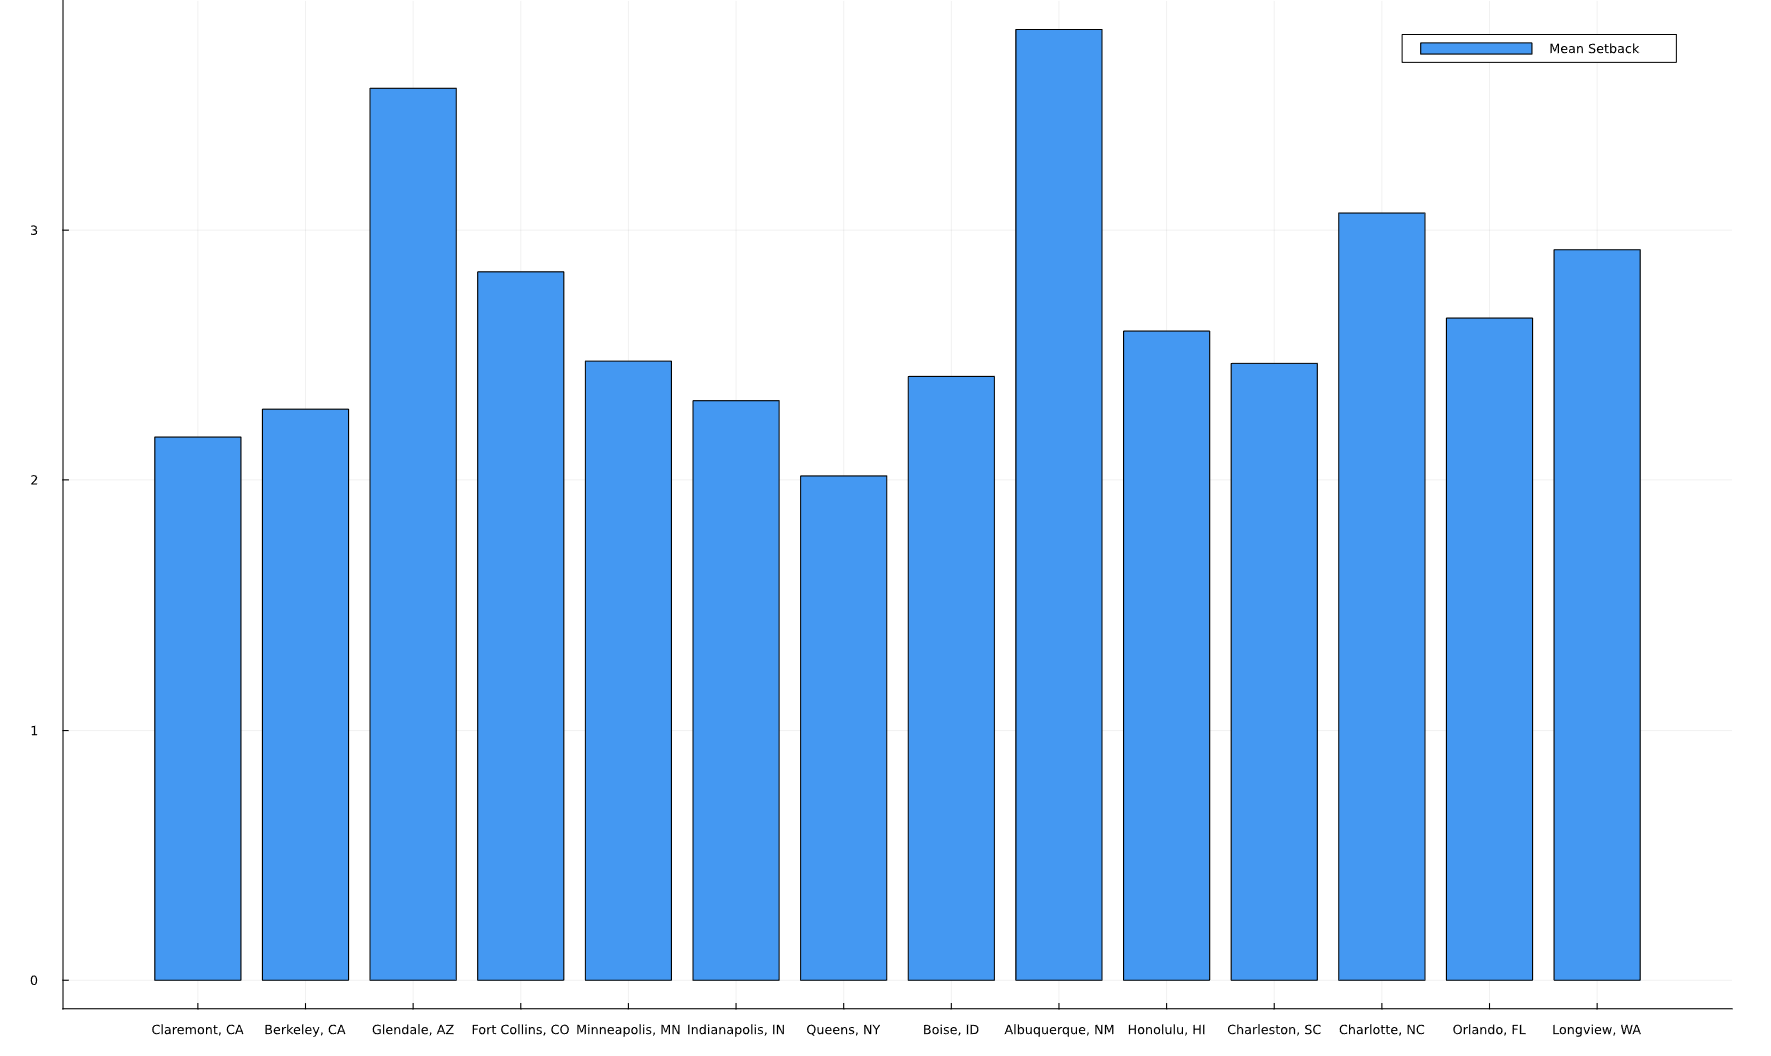 Mean Setback
3
2
1
0
Claremont, CA Berkeley, CA Glendale, AZ Fort Collins, CO Minneapolis, MN Indianapolis, IN Queens, NY Boise, ID Albuquerque, NM Honolulu, HI Charleston, SC Charlotte, NC Orlando, FL Longview, WA